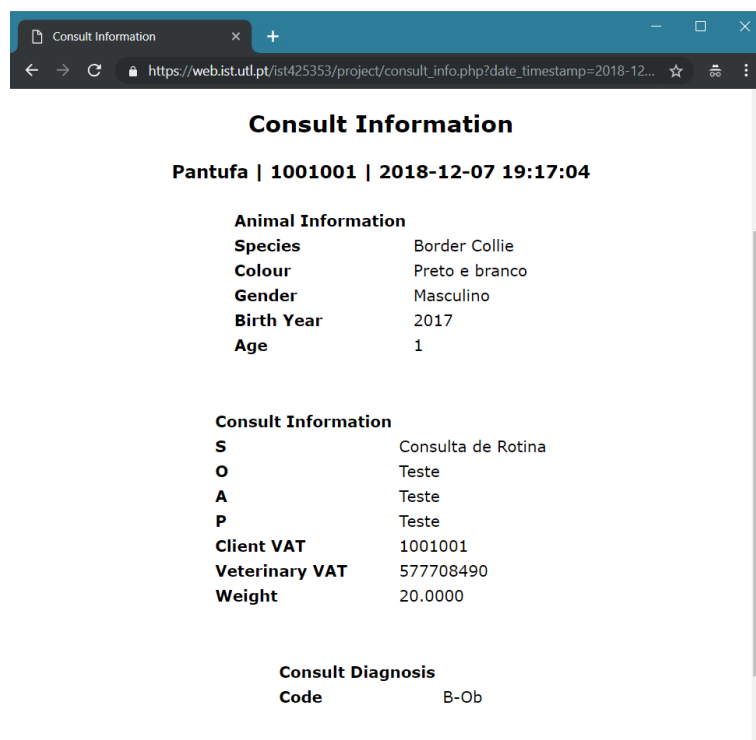 Consult Information
https://web.ist.utl.pt/ist425353/project/consult_info.php?date_timestamp=2018-12...
Consult Information
Pantufa | 1001001 | 2018-12-07 19:17:04
Animal Information
Species Border Collie
Colour Preto e branco
Gender Masculino
Birth Year 2017
Age 1
Consult Information
S Consulta de Rotina
O Teste
A Teste
P Teste
Client VAT 1001001
Veterinary VAT 577708490
Weight 20.0000
Consult Diagnosis
Code B-Ob